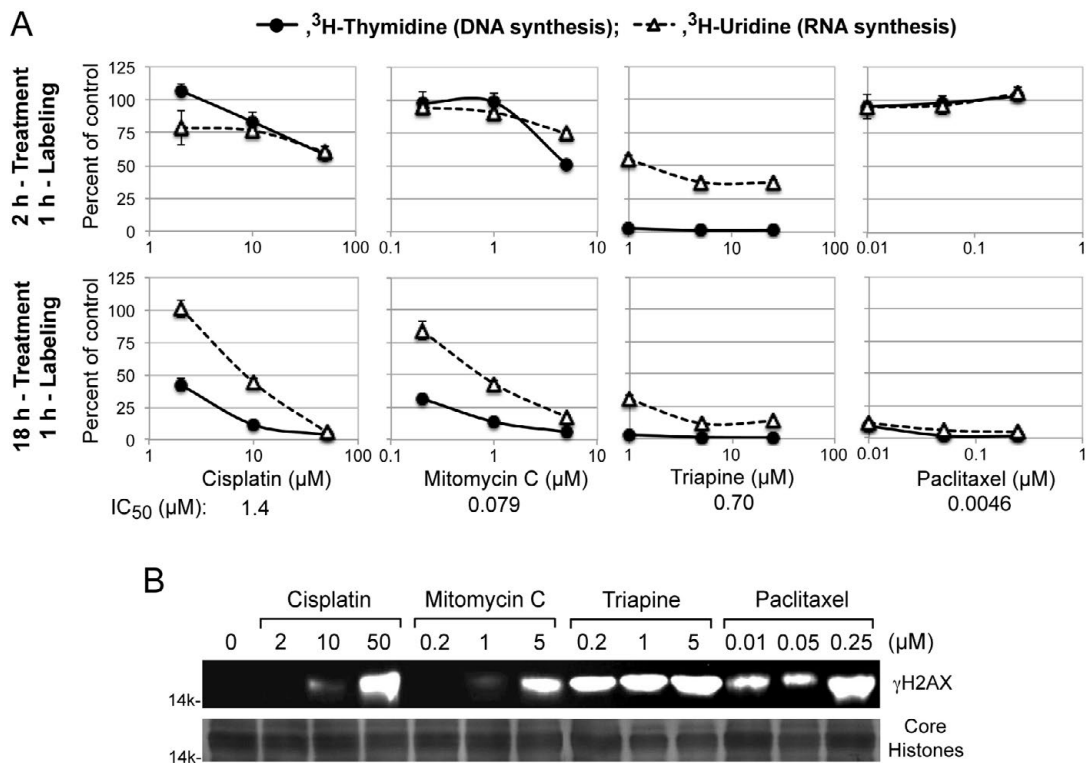 A
,³H-Thymidine (DNA synthesis); ,³H-Uridine (RNA synthesis)
2 h - Treatment
1 h - Labeling
Percent of control
125
100
75
50
25
0
1 10 100
0.1 1 10
1 10 100
0.01 0.1 1
18 h - Treatment
1 h - Labeling
Percent of control
125
100
75
50
25
0
1 10 100
0.1 1 10
1 10 100
0.01 0.1 1
Cisplatin (µM) Mitomycin C (µM) Triapine (µM) Paclitaxel (µM)
IC₅₀ (µM): 1.4 0.079 0.70 0.0046
B
Cisplatin Mitomycin C Triapine Paclitaxel
0 2 10 50 0.2 1 5 0.2 1 5 0.01 0.05 0.25 (µM)
14k- γH2AX
14k- Core
Histones